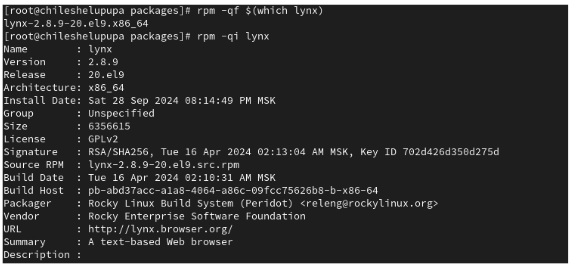 [root@chileshelupupa packages]# rpm -qf $(which lynx)
lynx-2.8.9-20.el9.x86_64
[root@chileshelupupa packages]# rpm -qi lynx
Name        : lynx
Version     : 2.8.9
Release     : 20.el9
Architecture: x86_64
Install Date: Sat 28 Sep 2024 08:14:49 PM MSK
Group       : Unspecified
Size        : 6356615
License     : GPLv2
Signature   : RSA/SHA256, Tue 16 Apr 2024 02:13:04 AM MSK, Key ID 702d426d350d275d
Source RPM  : lynx-2.8.9-20.el9.src.rpm
Build Date  : Tue 16 Apr 2024 02:10:31 AM MSK
Build Host  : pb-abd37acc-a1a8-4064-a86c-09fcc75626b8-b-x86-64
Packager    : Rocky Linux Build System (Peridot) <releng@rockylinux.org>
Vendor      : Rocky Enterprise Software Foundation
URL         : http://lynx.browser.org/
Summary     : A text-based Web browser
Description :